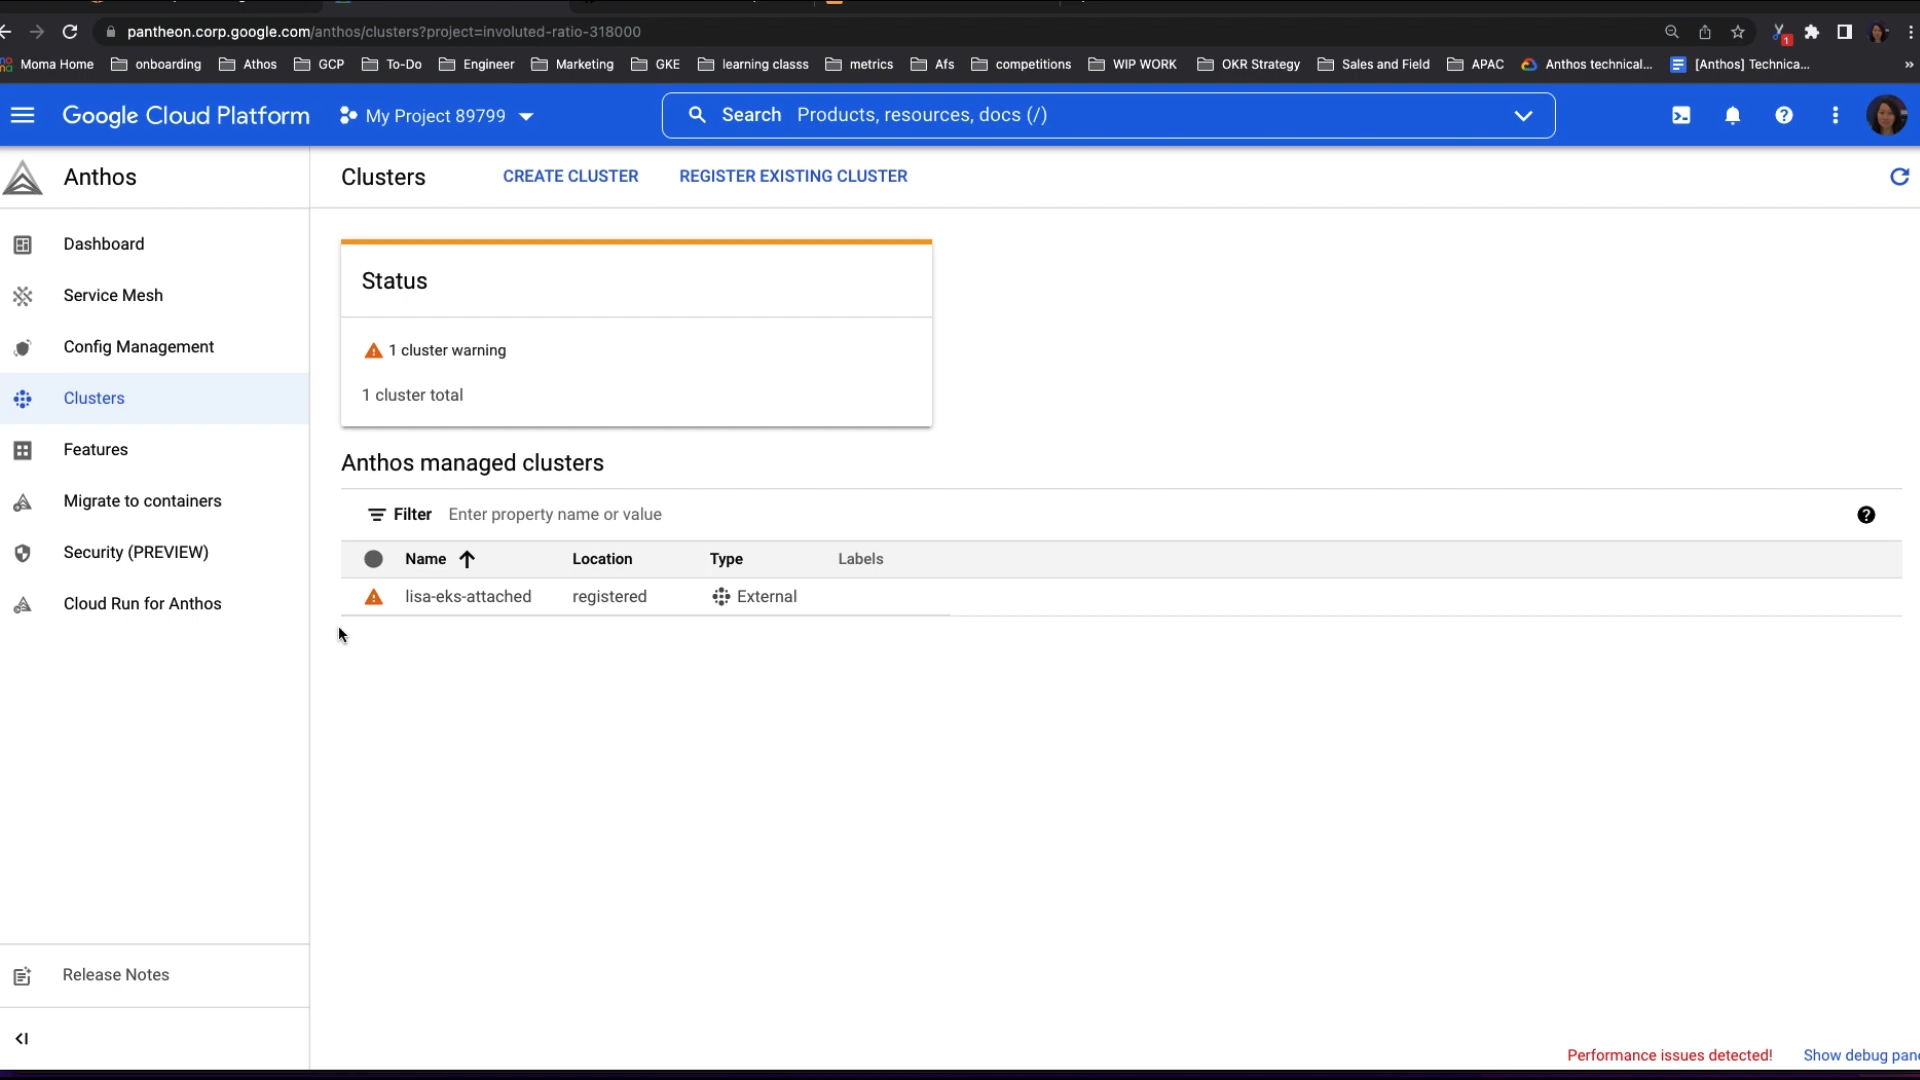 pantheon.corp.google.com/anthos/clusters?project=involuted-ratio-318000
1
Moma Home onboarding Athos GCP To-Do Engineer Marketing GKE learning classs metrics Afs competitions WIP WORK OKR Strategy Sales and Field APAC Anthos technical... [Anthos] Technica... »
Google Cloud Platform My Project 89799 Search Products, resources, docs (/)
Anthos
Clusters CREATE CLUSTER REGISTER EXISTING CLUSTER
Dashboard
Service Mesh
Config Management
Clusters
Features
Migrate to containers
Security (PREVIEW)
Cloud Run for Anthos
Release Notes
Status
1 cluster warning
1 cluster total
Anthos managed clusters
Filter Enter property name or value
Name Location Type Labels
lisa-eks-attached registered External
Performance issues detected! Show debug pane